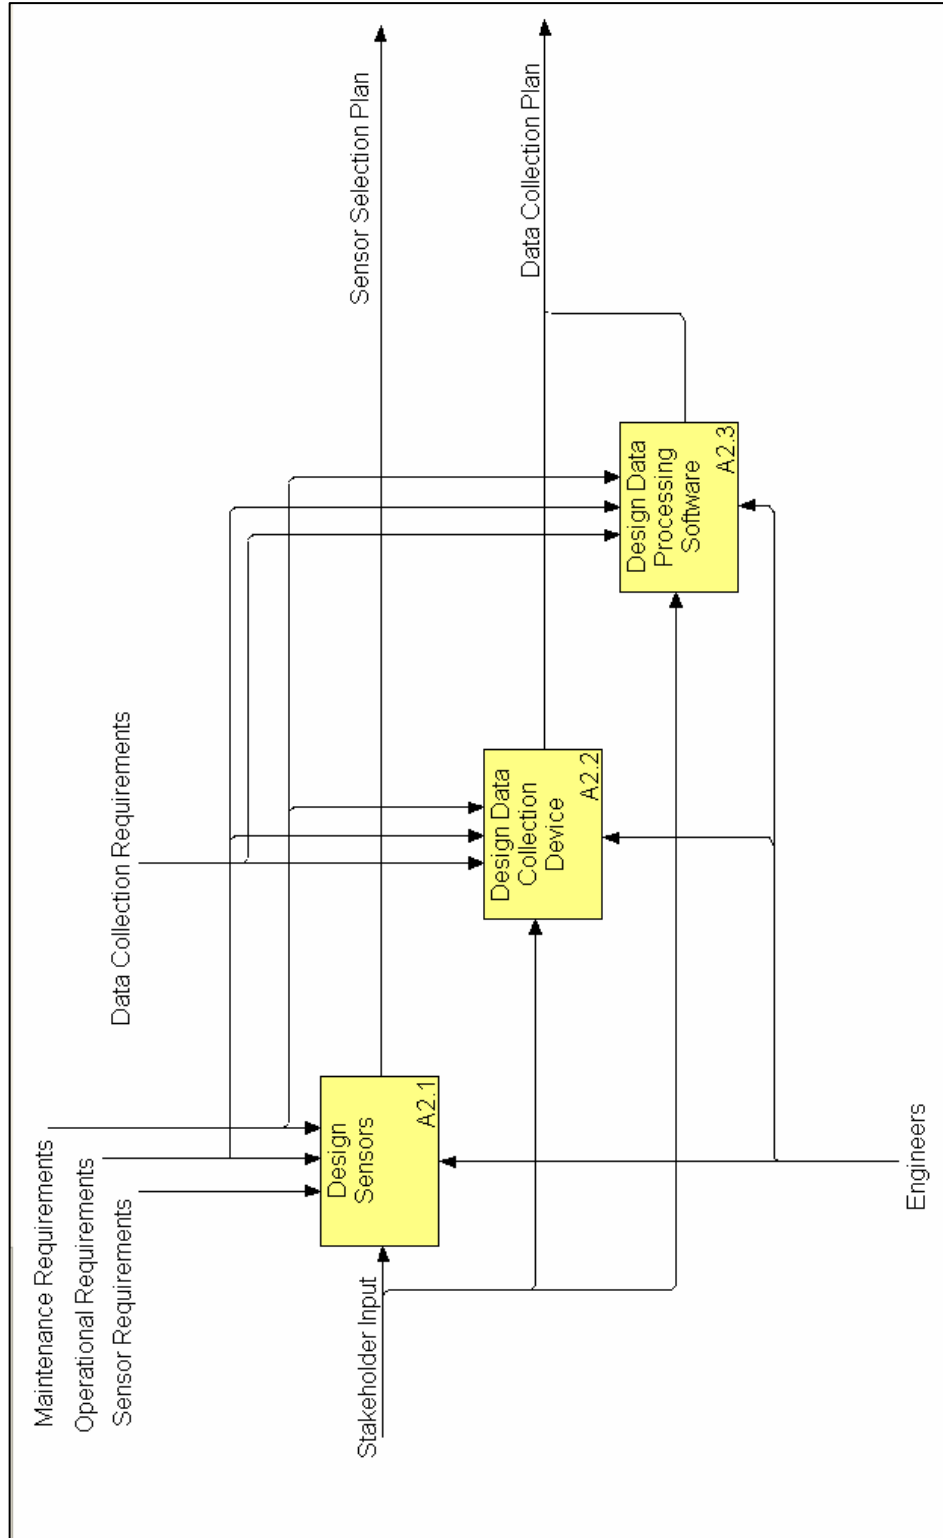 Maintenance Requirements
Operational Requirements
Sensor Requirements
Data Collection Requirements
Stakeholder Input
Design
Sensors
A2.1
Sensor Selection Plan
Design Data
Collection
Device
A2.2
Data Collection Plan
Design Data
Processing
Software
A2.3
Engineers